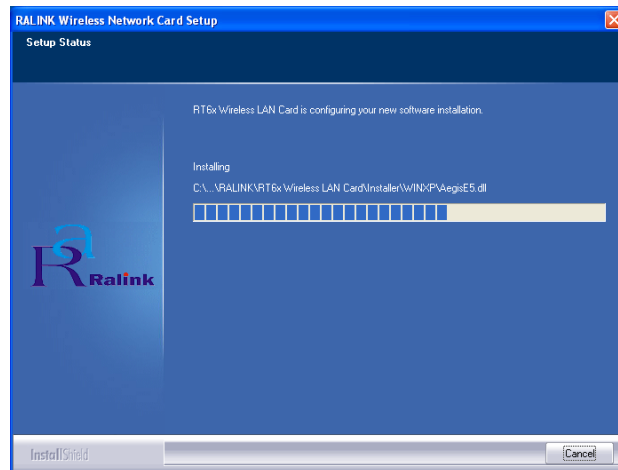 RALINK Wireless Network Card Setup
Setup Status
RT6x Wireless LAN Card is configuring your new software installation.
Installing
C:\...\RALINK\RT6x Wireless LAN Card\Installer\WINXP\AegisE5.dll
Ralink
InstallShield
Cancel